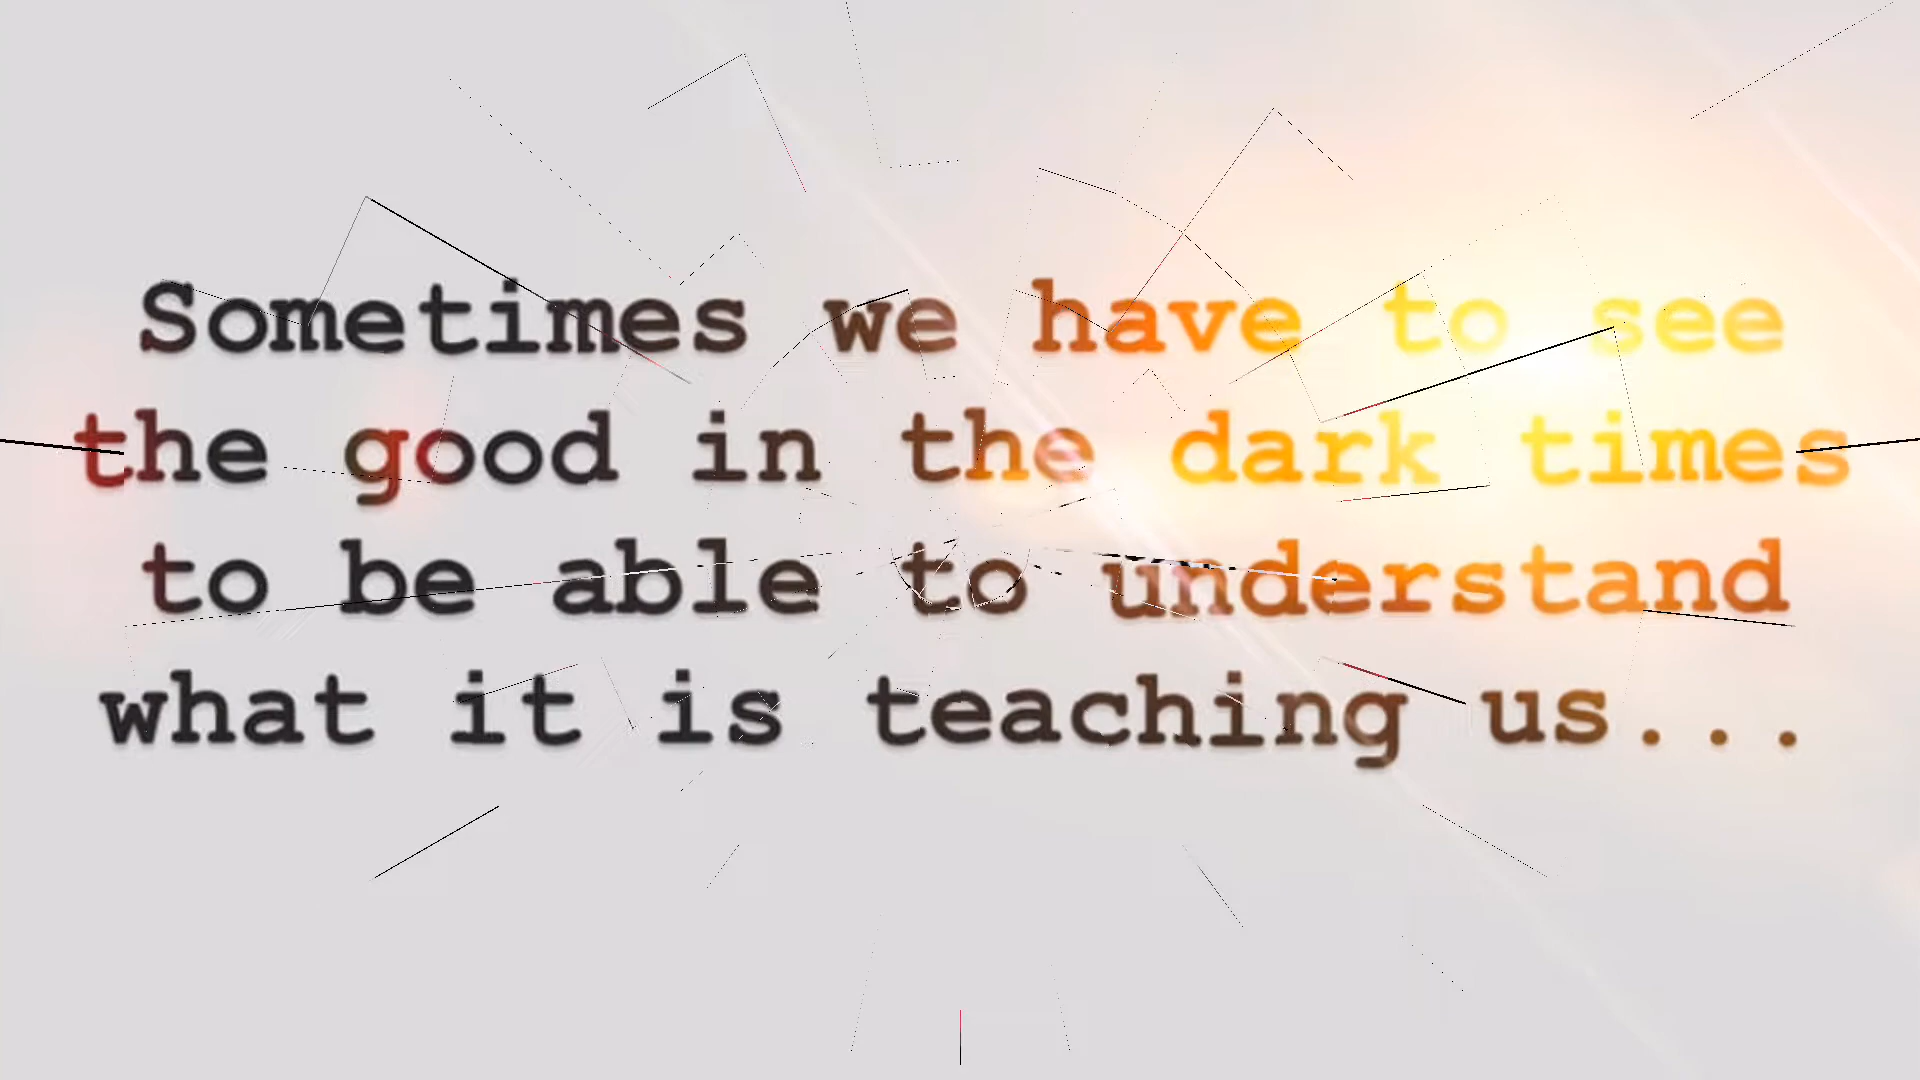 Sometimes we have to see
the good in the dark times
to be able to understand
what it is teaching us...